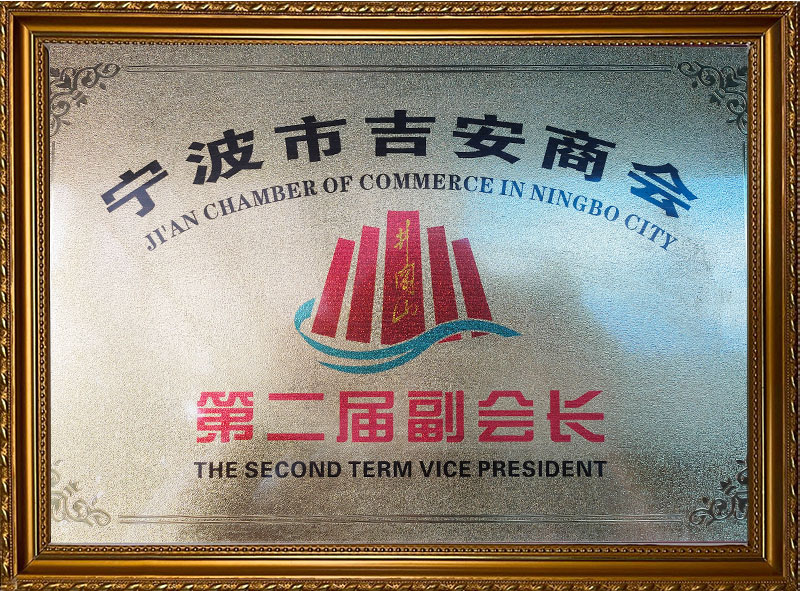 宁波市吉安商会
JI'AN CHAMBER OF COMMERCE IN NINGBO CITY
井冈山
第二届副会长
THE SECOND TERM VICE PRESIDENT